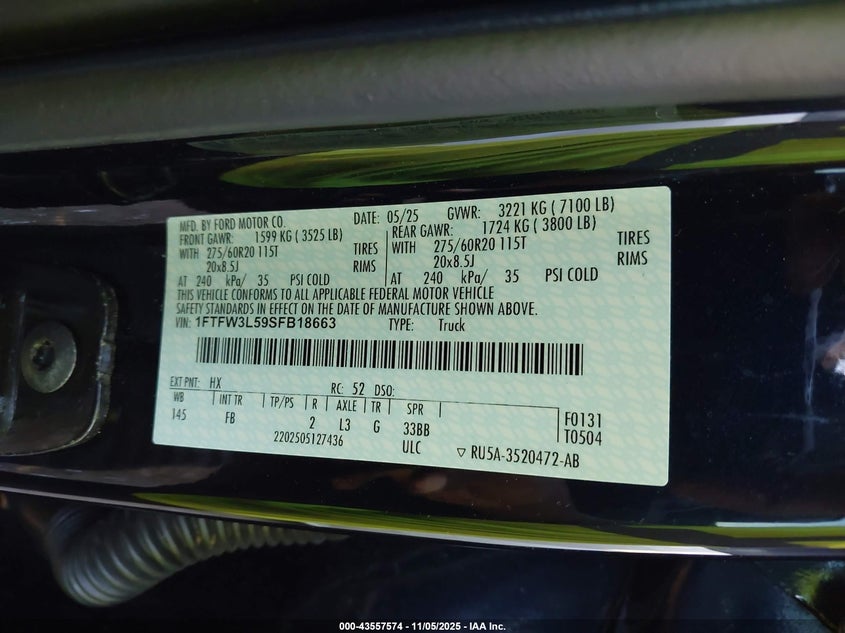 MFD. BY FORD MOTOR CO. DATE: 05/25 GVWR: 3221 KG ( 7100 LB)
FRONT GAWR: 1599 KG ( 3525 LB) REAR GAWR: 1724 KG ( 3800 LB)
WITH 275/60R20 115T TIRES WITH 275/60R20 115T TIRES
20x8.5J RIMS 20x8.5J RIMS
AT 240 kPa/ 35 PSI COLD AT 240 kPa/ 35 PSI COLD
THIS VEHICLE CONFORMS TO ALL APPLICABLE FEDERAL MOTOR VEHICLE
SAFETY STANDARDS IN EFFECT ON THE DATE OF MANUFACTURE SHOWN ABOVE.
VIN: 1FTFW3L59SFB18663 TYPE: Truck
EXT PNT: HX RC: 52 DSO:
WB INT TR TP/PS R AXLE TR SPR
145 FB 2 L3 G 33BB F0131
2202505127436 ULC T0504
▽ RU5A-3520472-AB
000-43557574 - 11/05/2025 - IAA Inc.